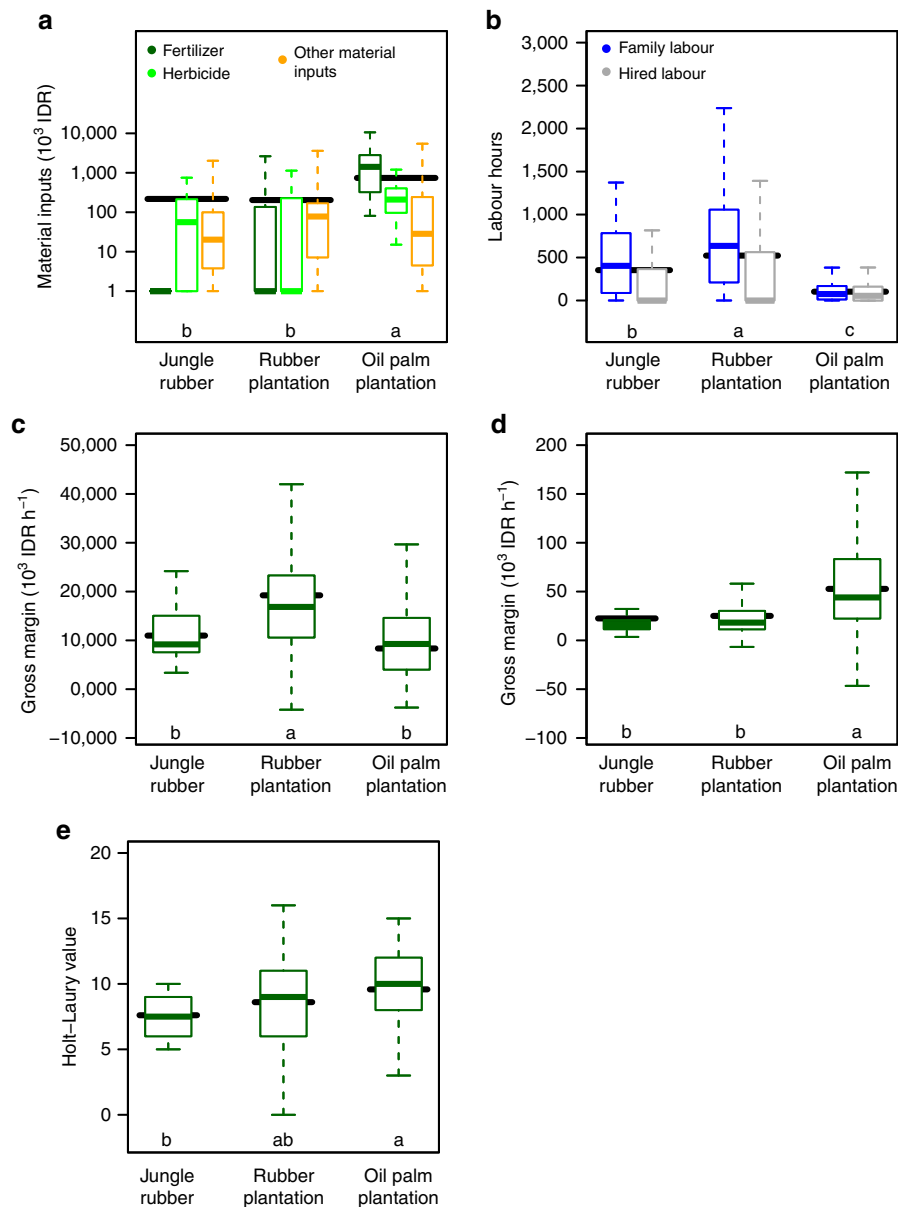 a
Fertilizer
Herbicide
Other material
inputs
Material inputs (10³ IDR)
10,000
1,000
100
10
1
b b a
Jungle
rubber
Rubber
plantation
Oil palm
plantation
b
Family labour
Hired labour
Labour hours
3,000
2,500
2,000
1,500
1,000
500
0
b a c
Jungle
rubber
Rubber
plantation
Oil palm
plantation
c
Gross margin (10³ IDR h⁻¹)
50,000
40,000
30,000
20,000
10,000
0,000
−10,000
b a b
Jungle
rubber
Rubber
plantation
Oil palm
plantation
d
Gross margin (10³ IDR h⁻¹)
200
150
100
50
0
−50
−100
b b a
Jungle
rubber
Rubber
plantation
Oil palm
plantation
e
Holt−Laury value
20
15
10
5
0
b ab a
Jungle
rubber
Rubber
plantation
Oil palm
plantation